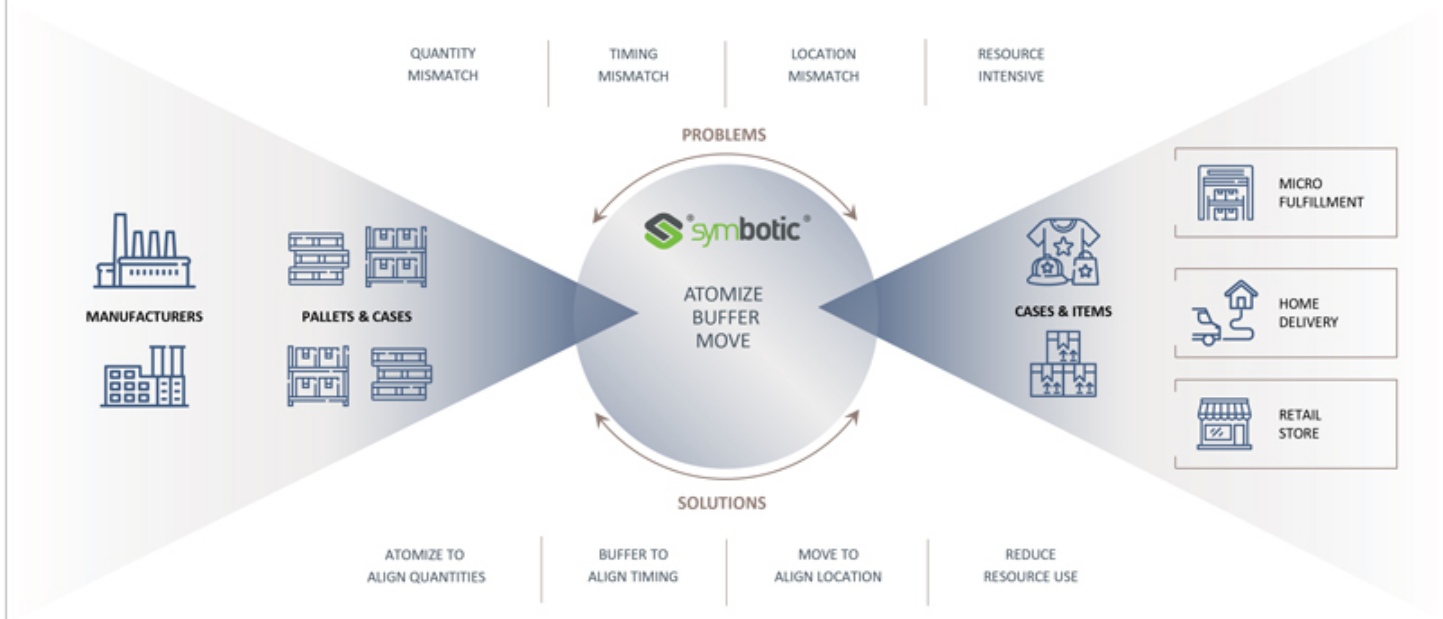 QUANTITY
MISMATCH
TIMING
MISMATCH
LOCATION
MISMATCH
RESOURCE
INTENSIVE
PROBLEMS
symbotic®
ATOMIZE
BUFFER
MOVE
MANUFACTURERS
PALLETS & CASES
CASES & ITEMS
MICRO
FULFILLMENT
HOME
DELIVERY
RETAIL
STORE
SOLUTIONS
ATOMIZE TO
ALIGN QUANTITIES
BUFFER TO
ALIGN TIMING
MOVE TO
ALIGN LOCATION
REDUCE
RESOURCE USE